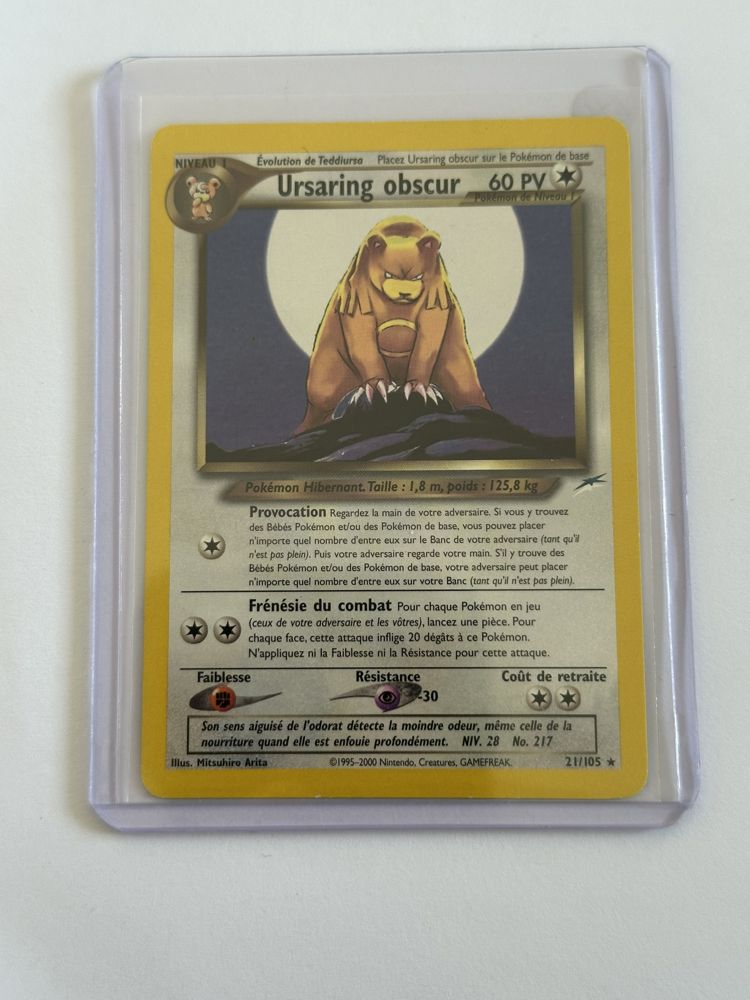 NIVEAU 1 Évolution de Teddiursa Placez Ursaring obscur sur le Pokémon de base
Ursaring obscur 60 PV
Pokémon de Niveau 1
Pokémon Hibernant. Taille : 1,8 m, poids : 125,8 kg
Provocation Regardez la main de votre adversaire. Si vous y trouvez
des Bébés Pokémon et/ou des Pokémon de base, vous pouvez placer
n'importe quel nombre d'entre eux sur le Banc de votre adversaire (tant qu'il
n'est pas plein). Puis votre adversaire regarde votre main. S'il y trouve des
Bébés Pokémon et/ou des Pokémon de base, votre adversaire peut placer
n'importe quel nombre d'entre eux sur votre Banc (tant qu'il n'est pas plein).
Frénésie du combat Pour chaque Pokémon en jeu
(ceux de votre adversaire et les vôtres), lancez une pièce. Pour
chaque face, cette attaque inflige 20 dégâts à ce Pokémon.
N'appliquez ni la Faiblesse ni la Résistance pour cette attaque.
Faiblesse Résistance Coût de retraite
-30
Son sens aiguisé de l'odorat détecte la moindre odeur, même celle de la
nourriture quand elle est enfouie profondément. NIV. 28 No. 217
Illus. Mitsuhiro Arita ©1995-2000 Nintendo, Creatures, GAMEFREAK. 21/105 ★